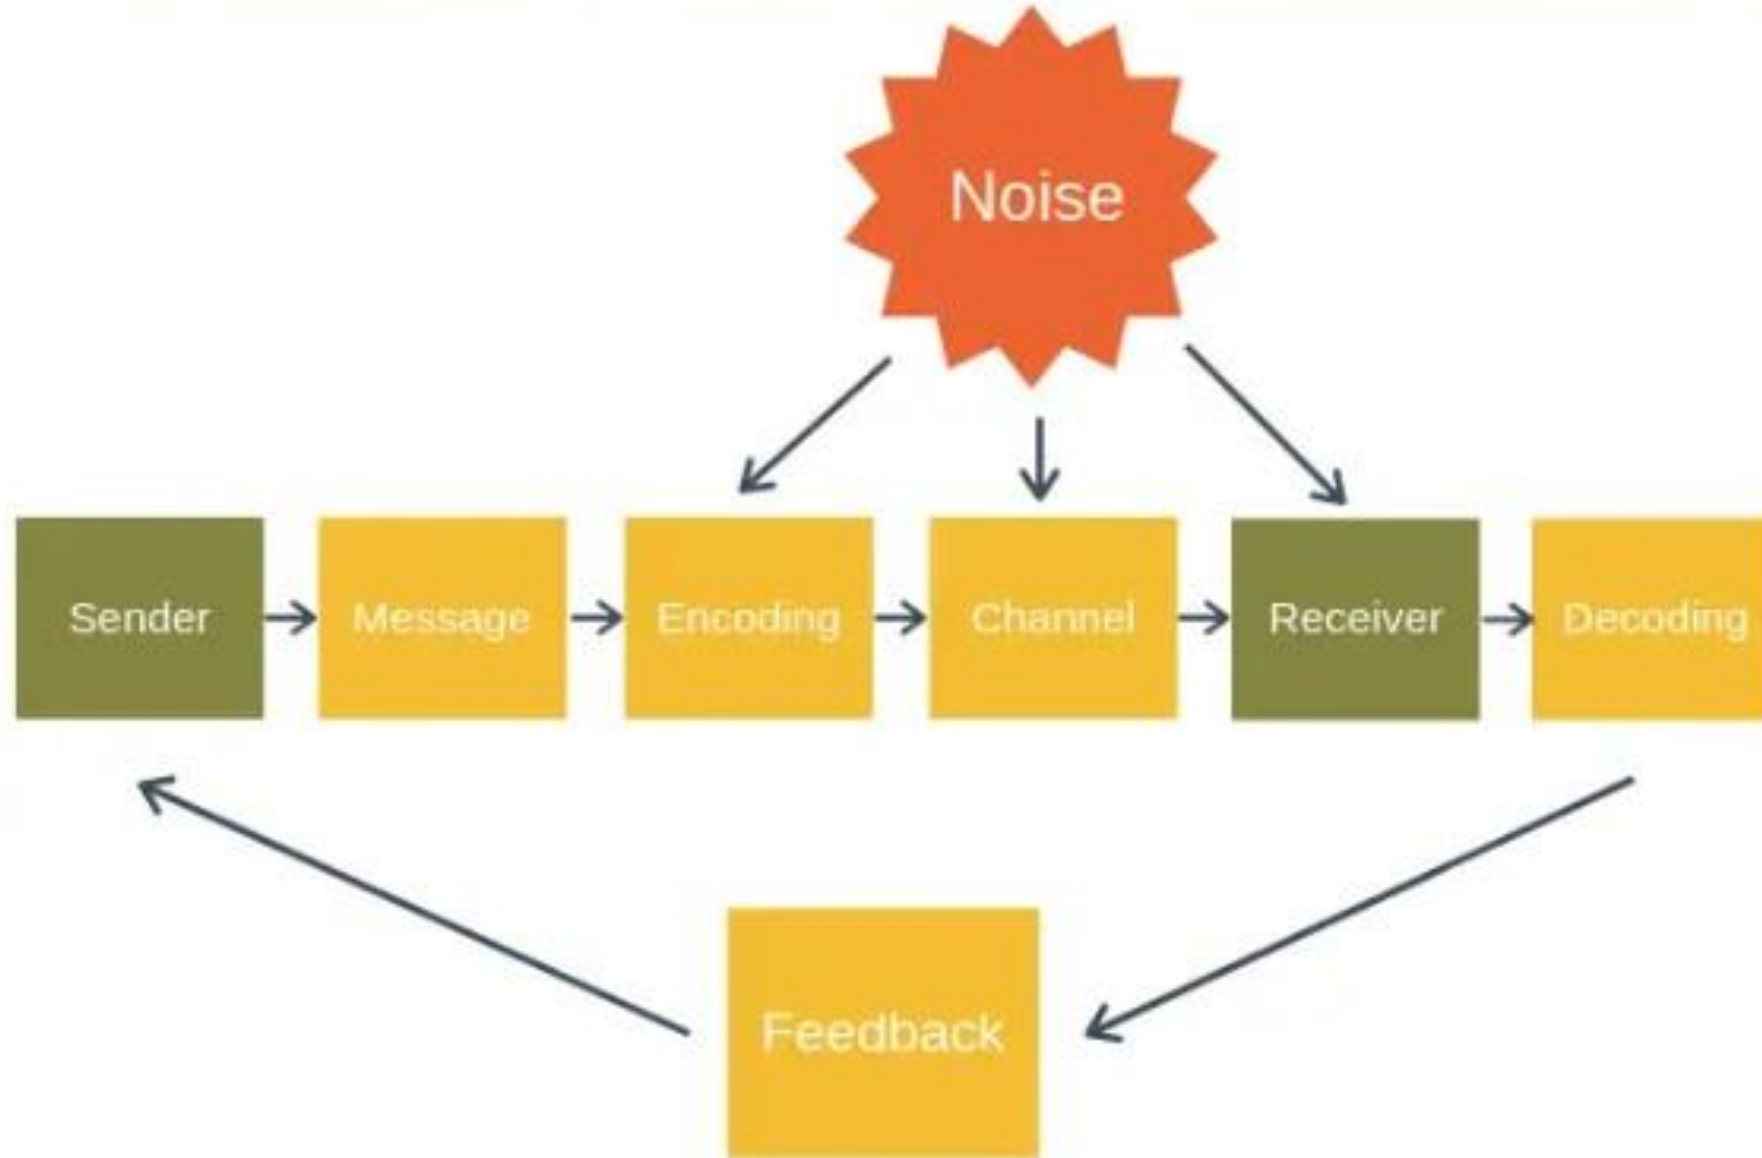 Noise
Sender
Message
Encoding
Channel
Receiver
Decoding
Feedback